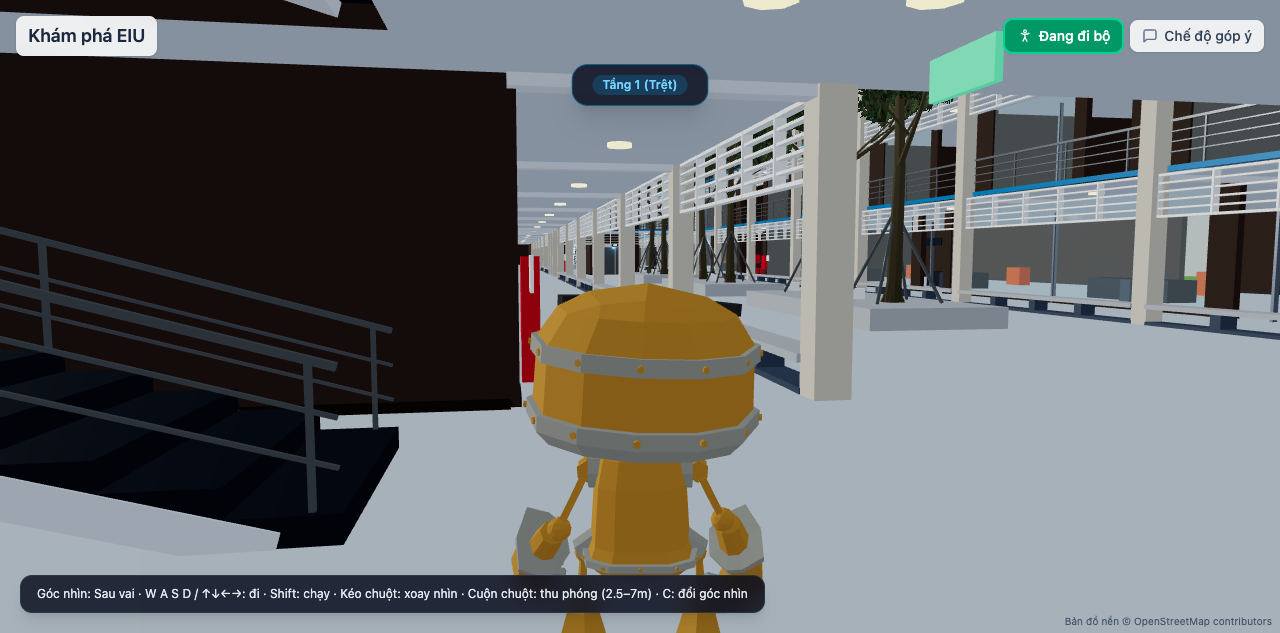 Khám phá EIU
Đang đi bộ
Chế độ góp ý
Tầng 1 (Trệt)
Góc nhìn: Sau vai · W A S D / ↑↓←→: đi · Shift: chạy · Kéo chuột: xoay nhìn · Cuộn chuột: thu phóng (2.5–7m) · C: đổi góc nhìn
Bản đồ nền © OpenStreetMap contributors